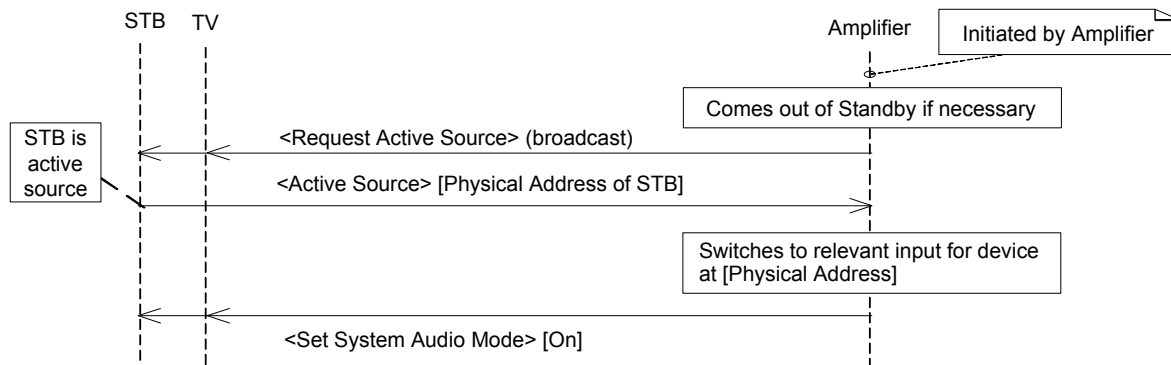 STB
TV
Amplifier
Initiated by Amplifier
Comes out of Standby if necessary
<Request Active Source> (broadcast)
STB is
active
source
<Active Source> [Physical Address of STB]
Switches to relevant input for device
at [Physical Address]
<Set System Audio Mode> [On]